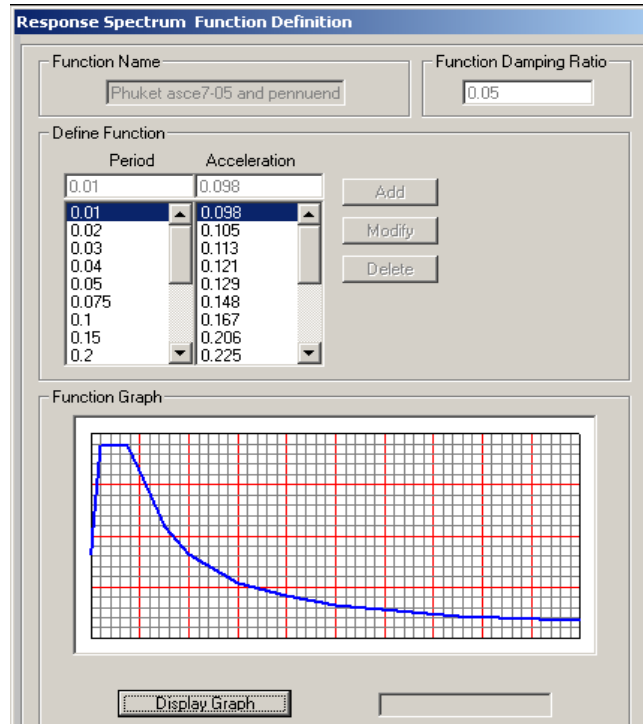 Response Spectrum Function Definition
Function Name
Phuket asce7-05 and pennuend
Function Damping Ratio
0.05
Define Function
Period Acceleration
0.01 0.098
0.01 0.098
0.02 0.105
0.03 0.113
0.04 0.121
0.05 0.129
0.075 0.148
0.1 0.167
0.15 0.206
0.2 0.225
Add
Modify
Delete
Function Graph
Display Graph